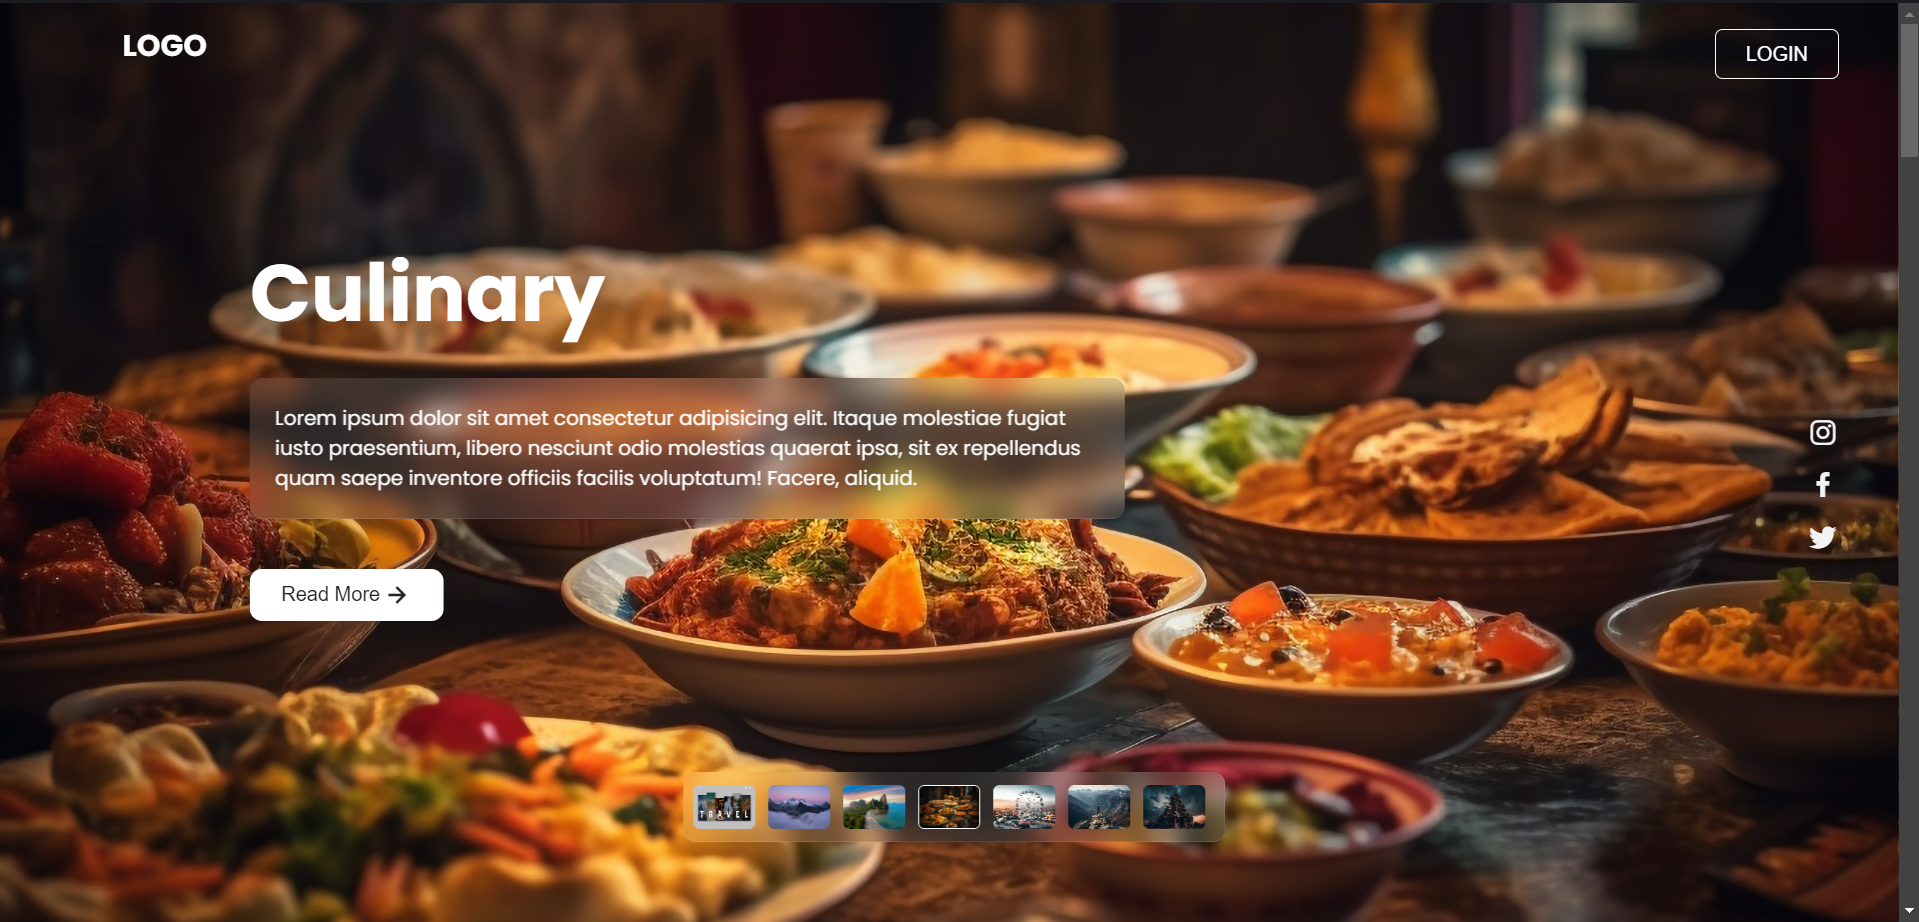 LOGO
LOGIN
Culinary
Lorem ipsum dolor sit amet consectetur adipisicing elit. Itaque molestiae fugiat
iusto praesentium, libero nesciunt odio molestias quaerat ipsa, sit ex repellendus
quam saepe inventore officiis facilis voluptatum! Facere, aliquid.
Read More
TRAVEL